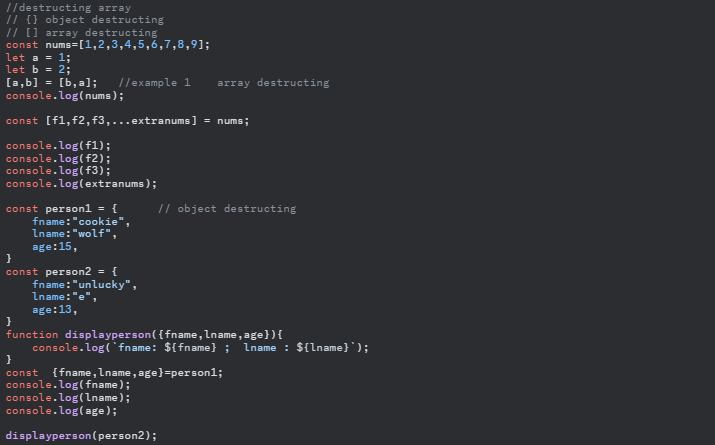 //destructing array
// {} object destructing
// [] array destructing
const nums=[1,2,3,4,5,6,7,8,9];
let a = 1;
let b = 2;
[a,b] = [b,a];   //example 1    array destructing
console.log(nums);

const [f1,f2,f3,...extranums] = nums;

console.log(f1);
console.log(f2);
console.log(f3);
console.log(extranums);

const person1 = {      // object destructing
    fname:"cookie",
    lname:"wolf",
    age:15,
}
const person2 = {
    fname:"unlucky",
    lname:"e",
    age:13,
}
function displayperson({fname,lname,age}){
    console.log(`fname: ${fname} ;  lname : ${lname}`);
}
const  {fname,lname,age}=person1;
console.log(fname);
console.log(lname);
console.log(age);

displayperson(person2);